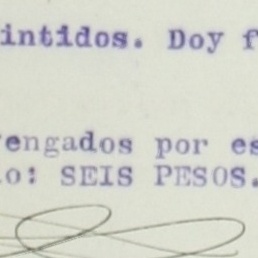 intidos. Doy f
engados por es
o: SEIS PESOS.